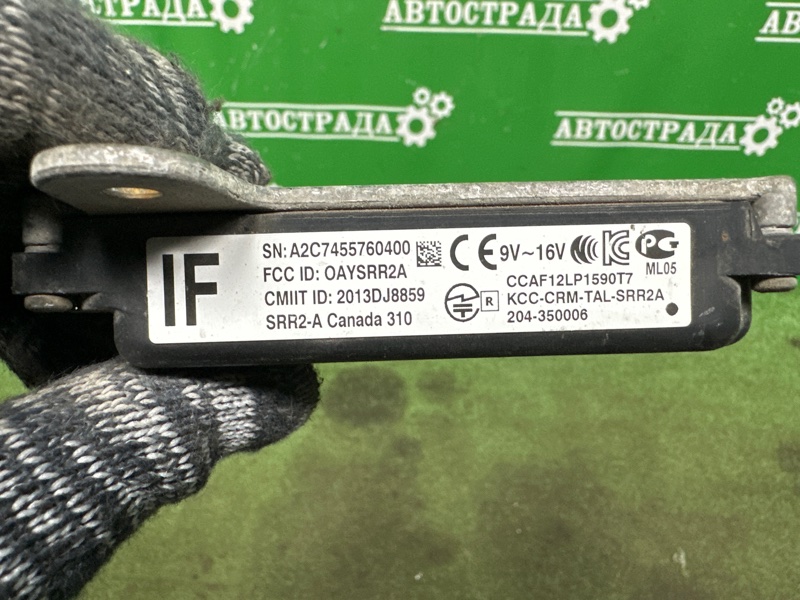 АВТОСТРАДА
АВТОСТРАДА
АВТОСТРАДА
АВТОСТРАДА
IF
SN: A2C7455760400
FCC ID: OAYSRR2A
CMIIT ID: 2013DJ8859
SRR2-A Canada 310
CE 9V~16V
ML05
CCAF12LP1590T7
R KCC-CRM-TAL-SRR2A
204-350006